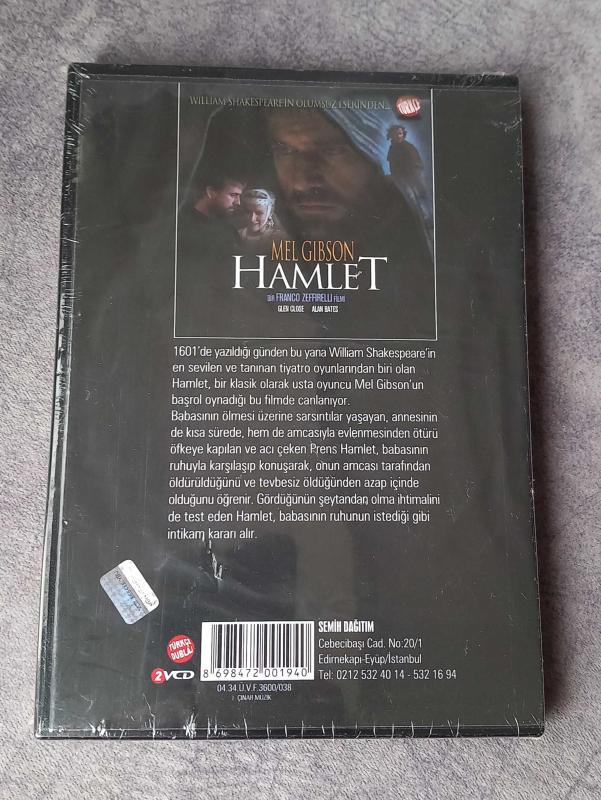 WILLIAM SHAKESPEARE'İN ÖLÜMSÜZ ESERİNDEN...
TÜRKÇE
MEL GIBSON
HAMLET
BİR FRANCO ZEFFIRELLI FİLMİ
GLEN CLOSE ALAN BATES
1601'de yazıldığı günden bu yana William Shakespeare'in
en sevilen ve tanınan tiyatro oyunlarından biri olan
Hamlet, bir klasik olarak usta oyuncu Mel Gibson'un
başrol oynadığı bu filmde canlanıyor.
Babasının ölmesi üzerine sarsıntılar yaşayan, annesinin
de kısa sürede, hem de amcasıyla evlenmesinden ötürü
öfkeye kapılan ve acı çeken Prens Hamlet, babasının
ruhuyla karşılaşıp konuşarak, onun amcası tarafından
öldürüldüğünü ve tevbesiz öldüğünden azap içinde
olduğunu öğrenir. Gördüğünün şeytandan olma ihtimalini
de test eden Hamlet, babasının ruhunun istediği gibi
intikam kararı alır.
TÜRKÇE
DUBLAJ
2VCD
8 698472 001940
04.34.Ü.V.F.3600/038
ÇINAR MÜZİK
SEMİH DAĞITIM
Cebecibaşı Cad. No:20/1
Edirnekapı-Eyüp/İstanbul
Tel: 0212 532 40 14 - 532 16 94